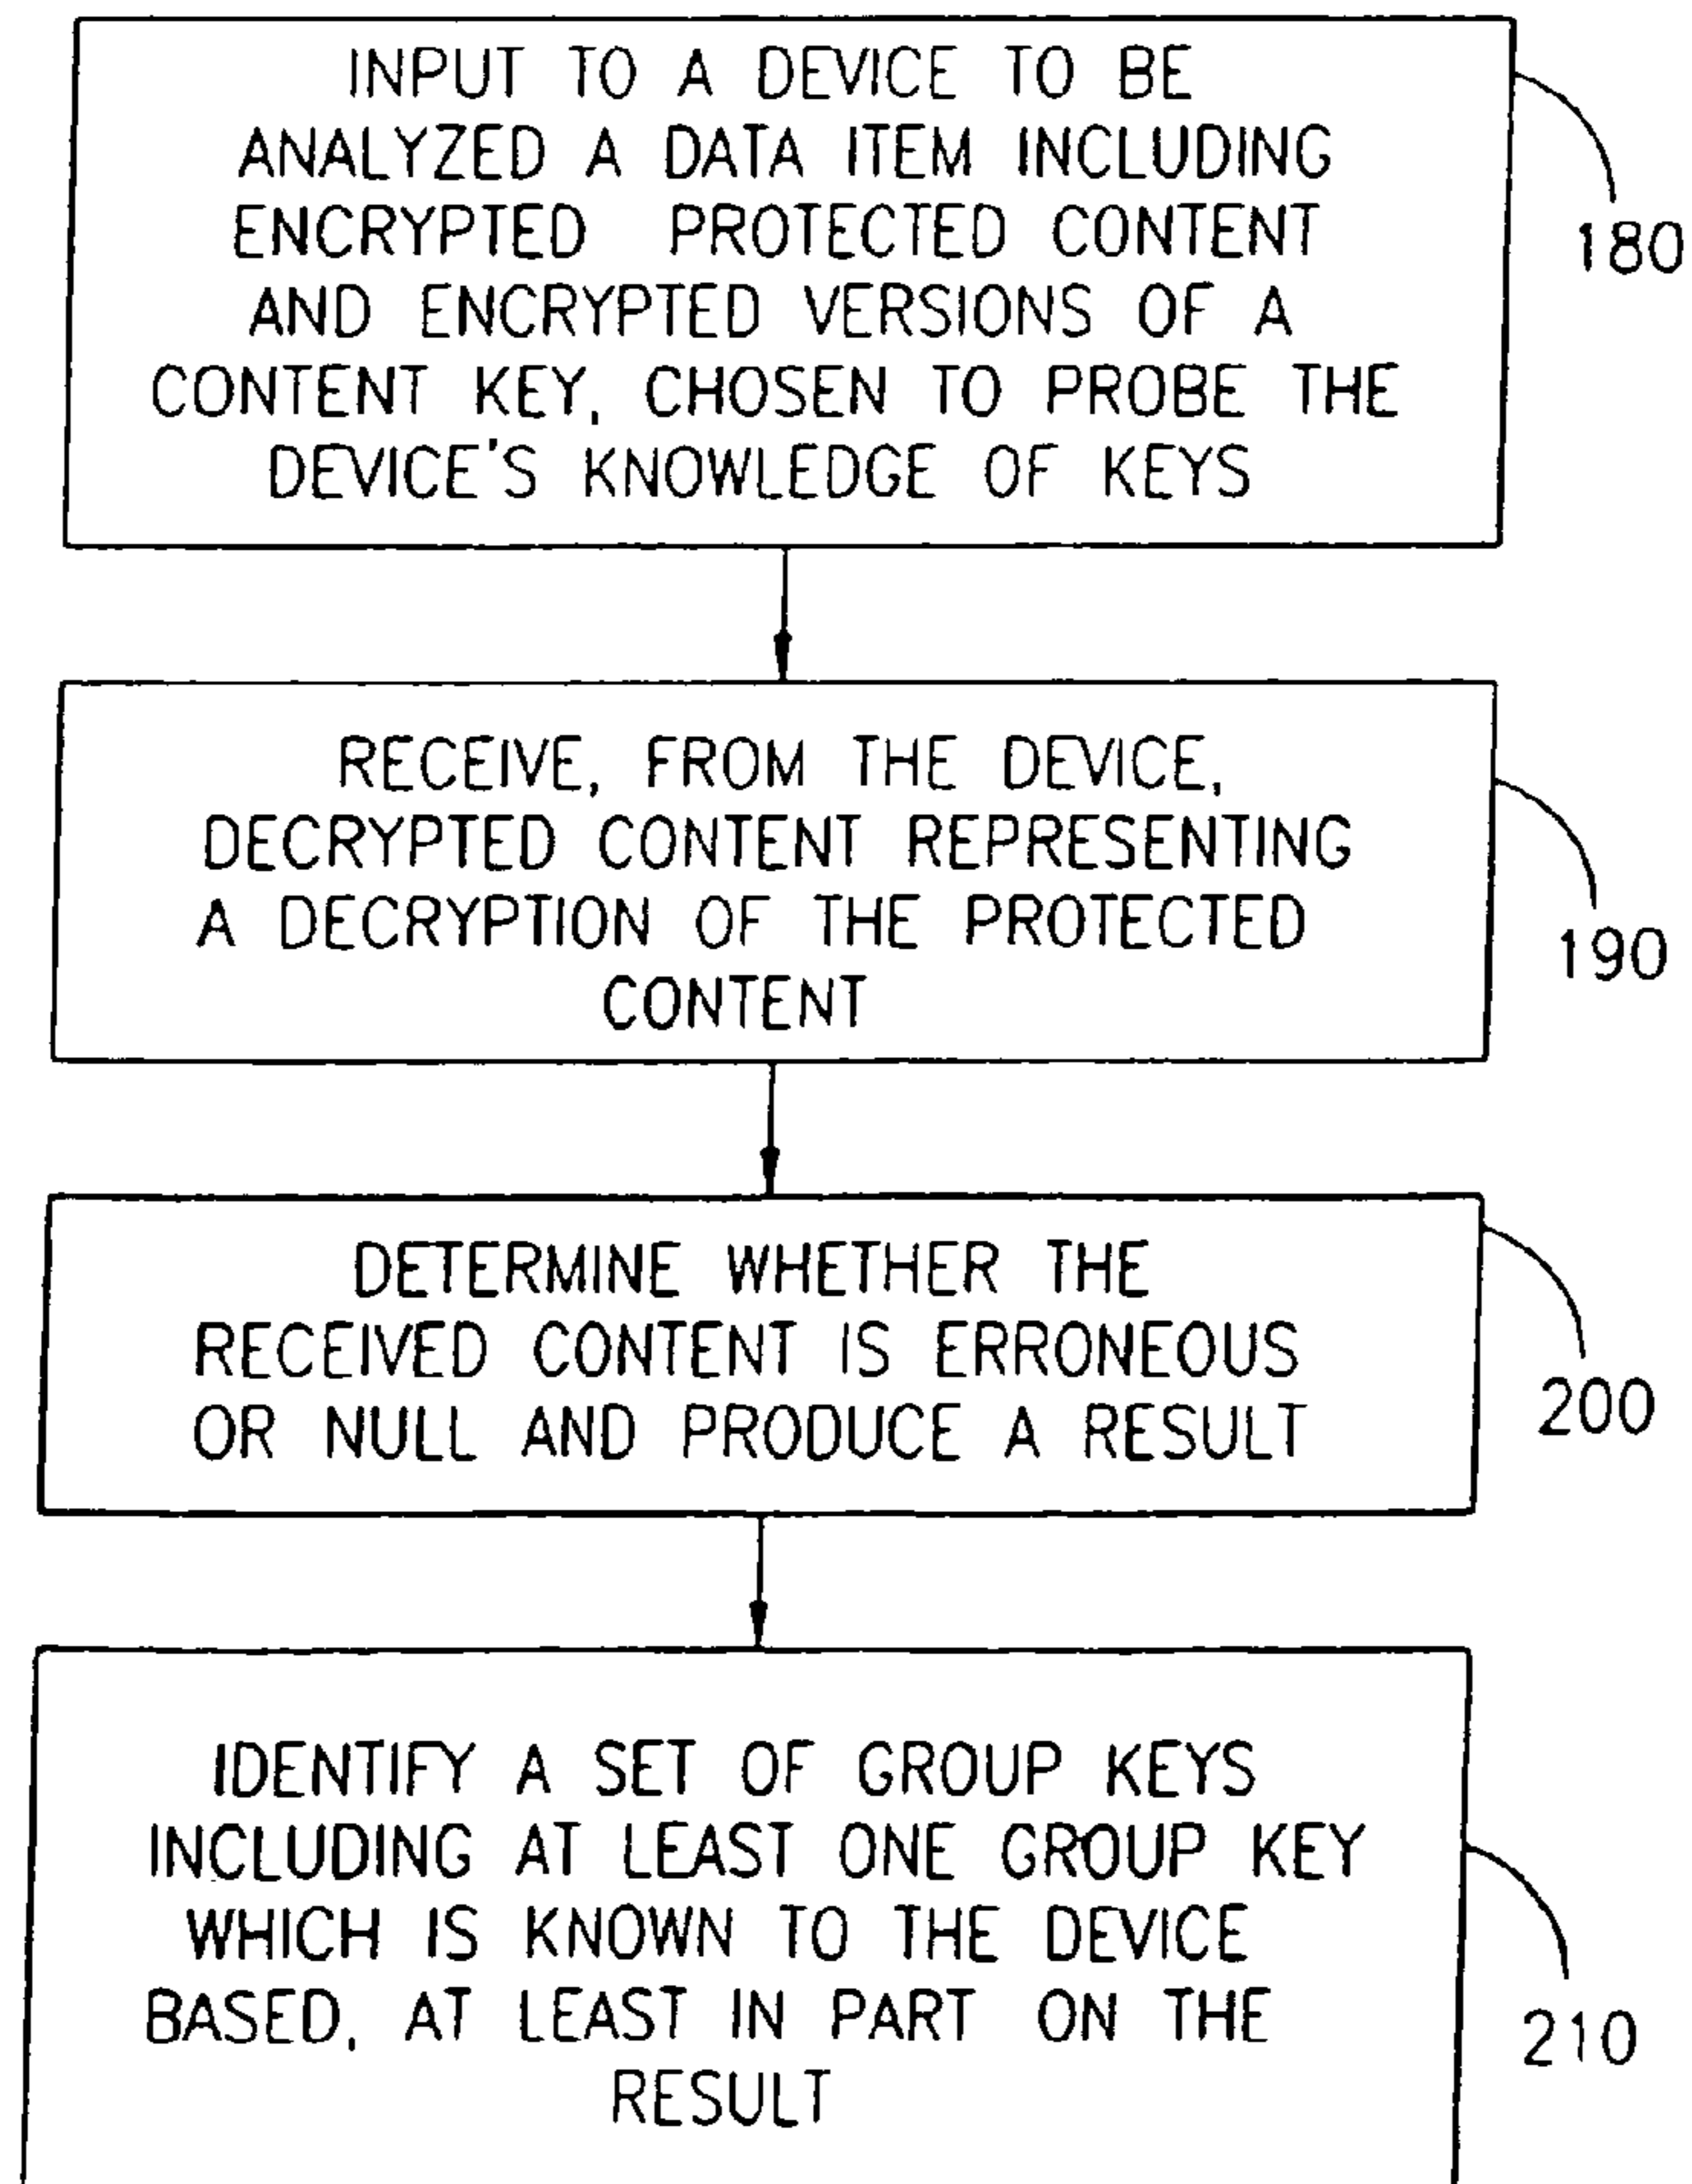 INPUT TO A DEVICE TO BE
ANALYZED A DATA ITEM INCLUDING
ENCRYPTED PROTECTED CONTENT
AND ENCRYPTED VERSIONS OF A
CONTENT KEY, CHOSEN TO PROBE THE
DEVICE'S KNOWLEDGE OF KEYS
180
RECEIVE, FROM THE DEVICE,
DECRYPTED CONTENT REPRESENTING
A DECRYPTION OF THE PROTECTED
CONTENT
190
DETERMINE WHETHER THE
RECEIVED CONTENT IS ERRONEOUS
OR NULL AND PRODUCE A RESULT
200
IDENTIFY A SET OF GROUP KEYS
INCLUDING AT LEAST ONE GROUP KEY
WHICH IS KNOWN TO THE DEVICE
BASED, AT LEAST IN PART ON THE
RESULT
210